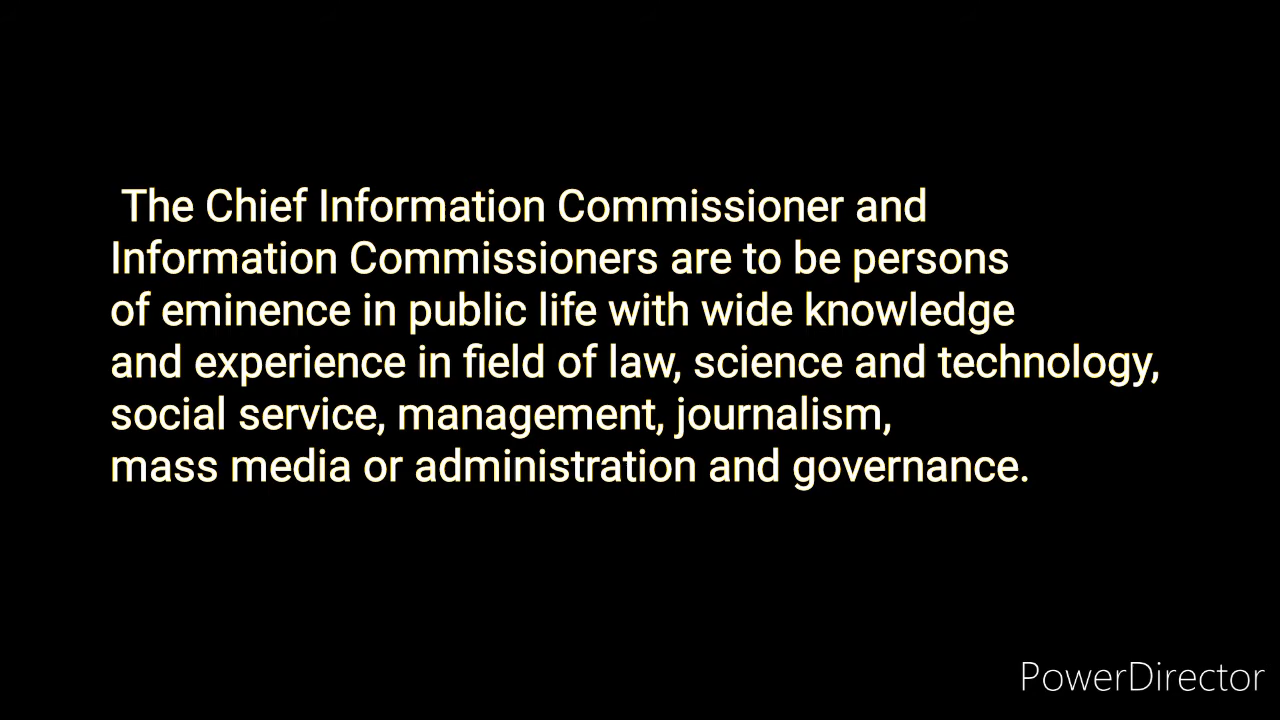 The Chief Information Commissioner and
Information Commissioners are to be persons
of eminence in public life with wide knowledge
and experience in field of law, science and technology,
social service, management, journalism,
mass media or administration and governance.
PowerDirector